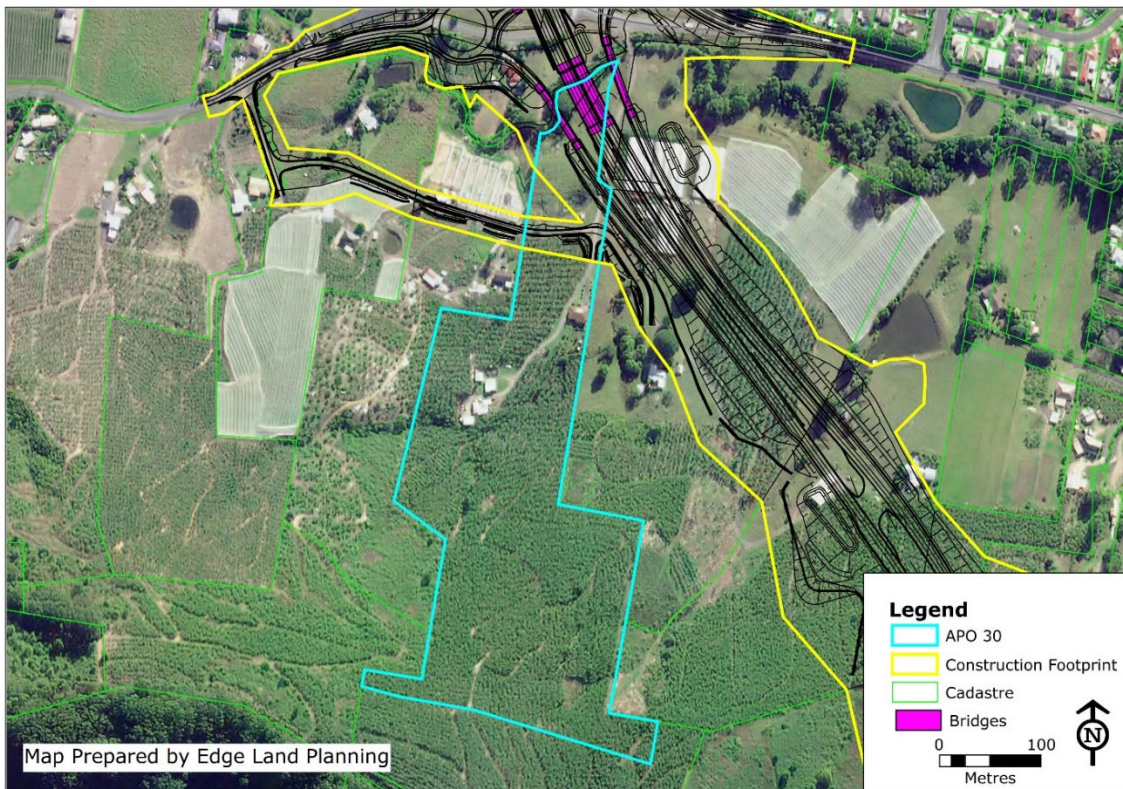 Legend
APO 30
Construction Footprint
Cadastre
Bridges
N
0 100
Metres
Map Prepared by Edge Land Planning